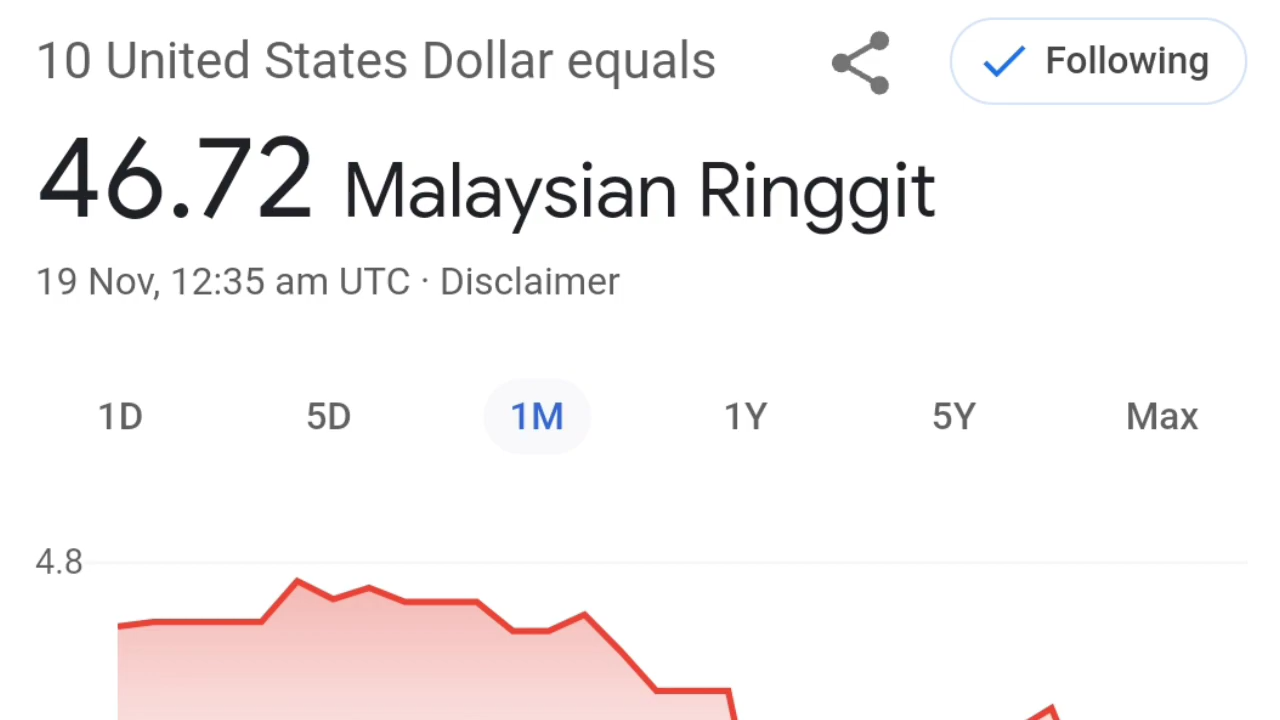 10 United States Dollar equals
Following
46.72 Malaysian Ringgit
19 Nov, 12:35 am UTC · Disclaimer
1D 5D 1M 1Y 5Y Max
4.8